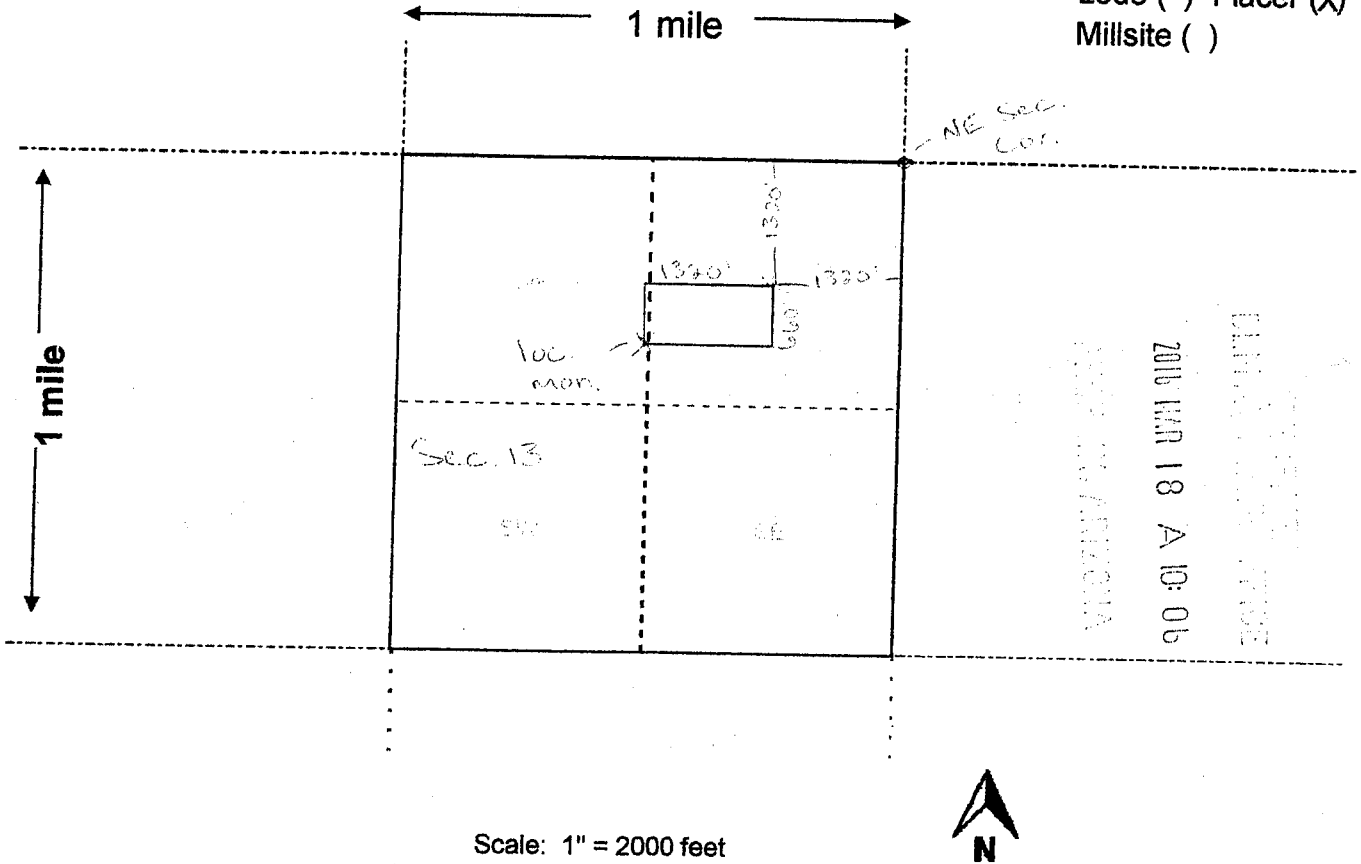 1 mile
Lode ( ) Placer (X)
Millsite ( )
NE Sec.
Cor.
1320'
1320'
1320'
660'
loc.
mon.
1 mile
Sec. 13
SW
SE
2016 MAR 18 A 10: 06
ARIZONA
Scale: 1" = 2000 feet
N